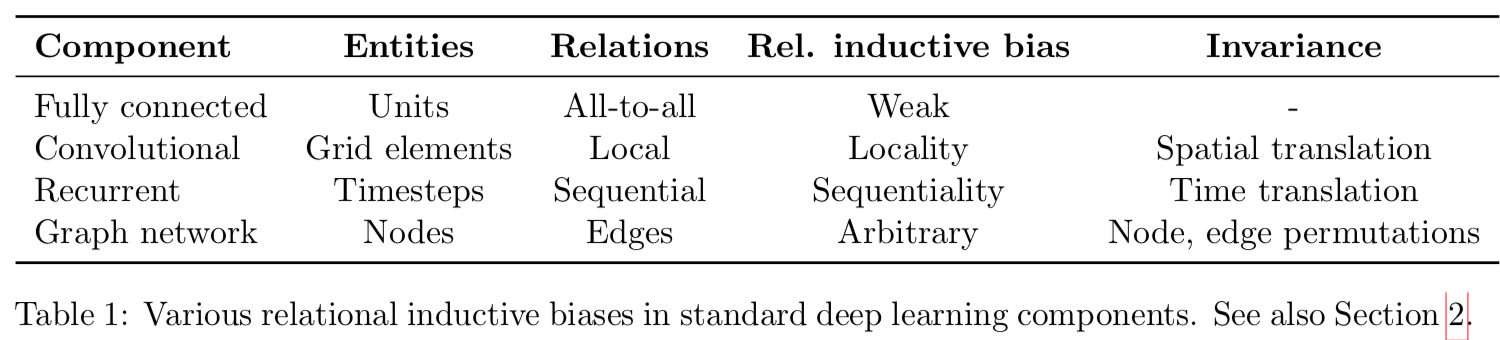 Component Entities Relations Rel. inductive bias Invariance
Fully connected Units All-to-all Weak -
Convolutional Grid elements Local Locality Spatial translation
Recurrent Timesteps Sequential Sequentiality Time translation
Graph network Nodes Edges Arbitrary Node, edge permutations
Table 1: Various relational inductive biases in standard deep learning components. See also Section 2.